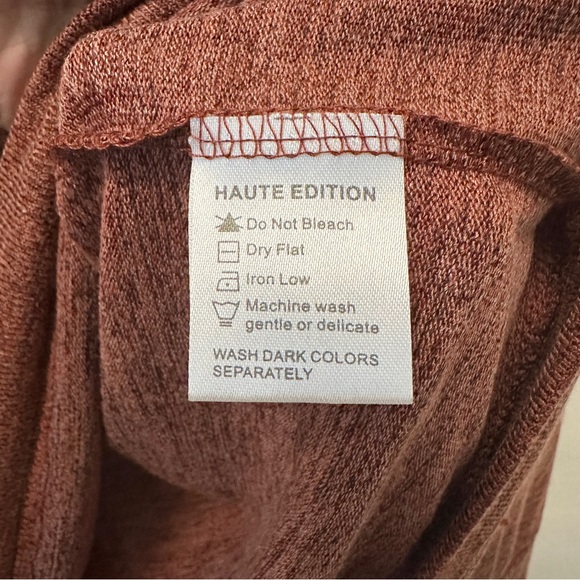 HAUTE EDITION
Do Not Bleach
Dry Flat
Iron Low
Machine wash
gentle or delicate
WASH DARK COLORS
SEPARATELY